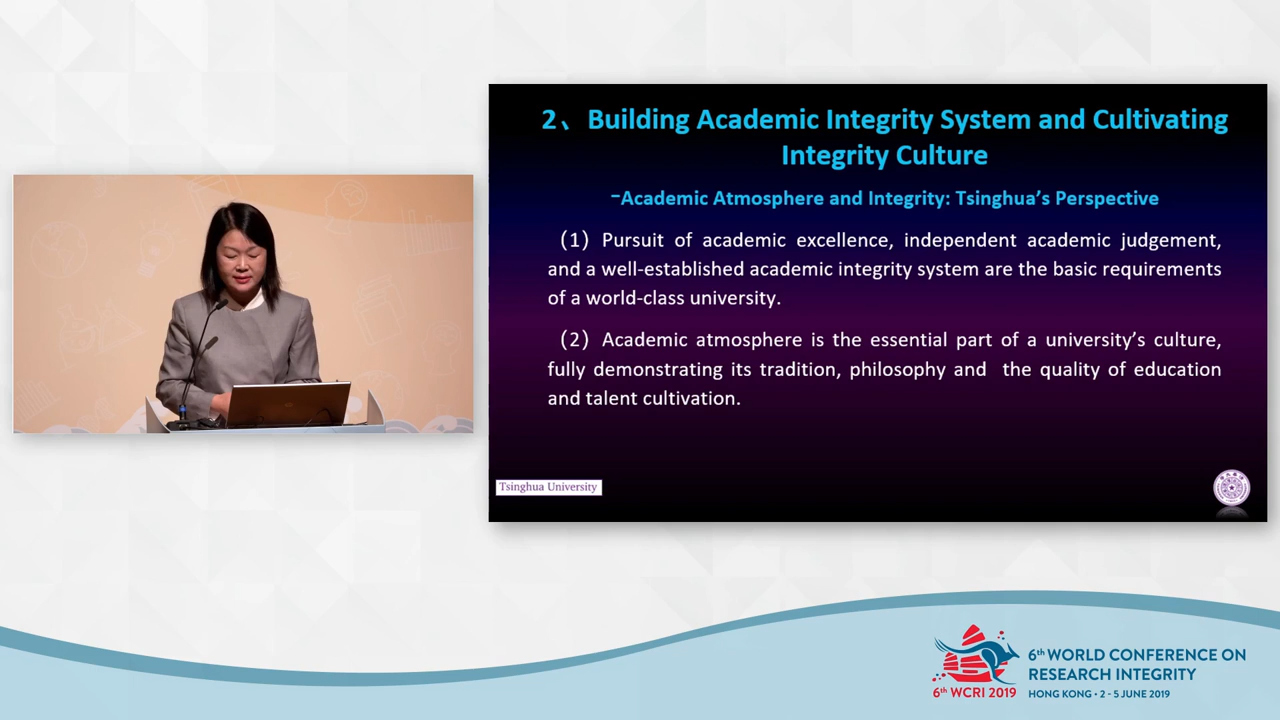 2、 Building Academic Integrity System and Cultivating
Integrity Culture
–Academic Atmosphere and Integrity: Tsinghua’s Perspective
（1） Pursuit of academic excellence, independent academic judgement,
and a well-established academic integrity system are the basic requirements
of a world-class university.
（2） Academic atmosphere is the essential part of a university’s culture,
fully demonstrating its tradition, philosophy and the quality of education
and talent cultivation.
Tsinghua University
6th WCRI 2019
6th WORLD CONFERENCE ON
RESEARCH INTEGRITY
HONG KONG • 2 - 5 JUNE 2019